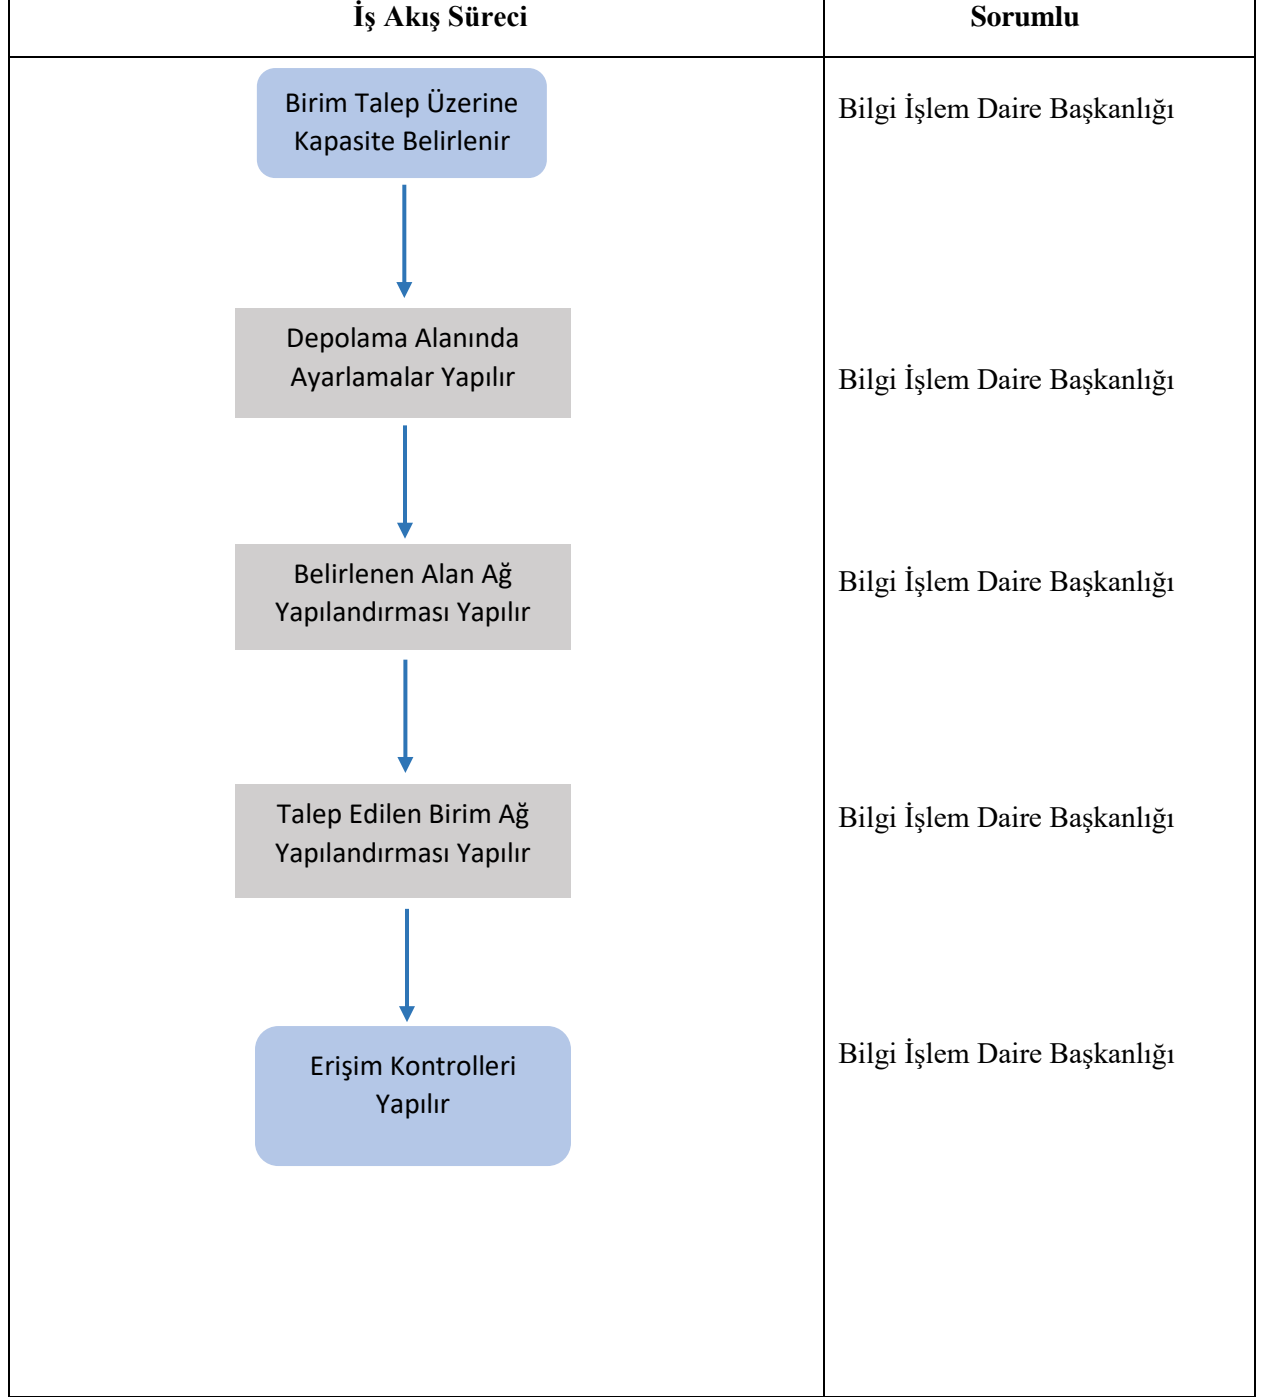 İş Akış Süreci
Sorumlu
Birim Talep Üzerine
Kapasite Belirlenir
Bilgi İşlem Daire Başkanlığı
Depolama Alanında
Ayarlamalar Yapılır
Bilgi İşlem Daire Başkanlığı
Belirlenen Alan Ağ
Yapılandırması Yapılır
Bilgi İşlem Daire Başkanlığı
Talep Edilen Birim Ağ
Yapılandırması Yapılır
Bilgi İşlem Daire Başkanlığı
Erişim Kontrolleri
Yapılır
Bilgi İşlem Daire Başkanlığı